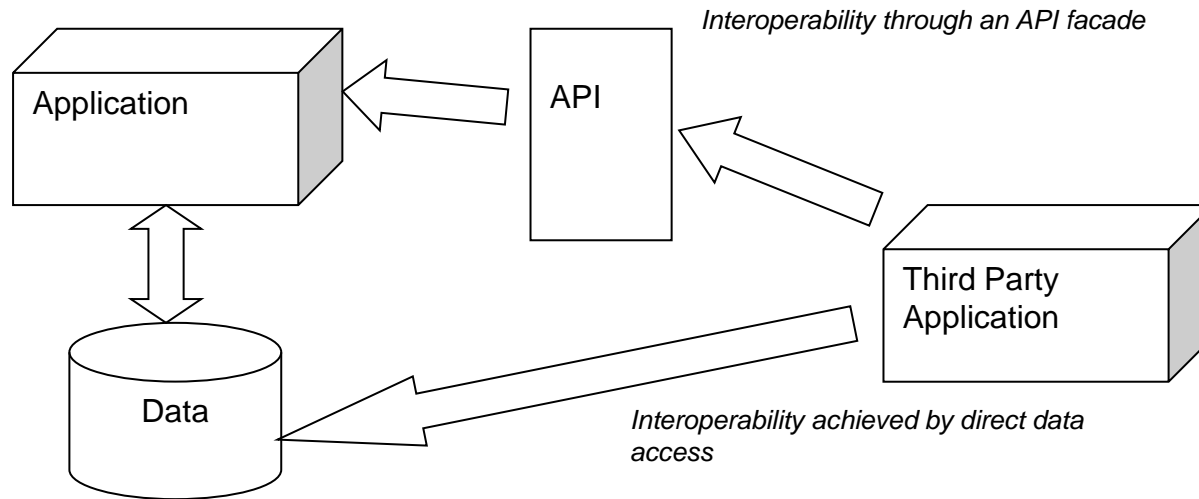 Interoperability through an API facade
Application
API
Third Party
Application
Data
Interoperability achieved by direct data
access